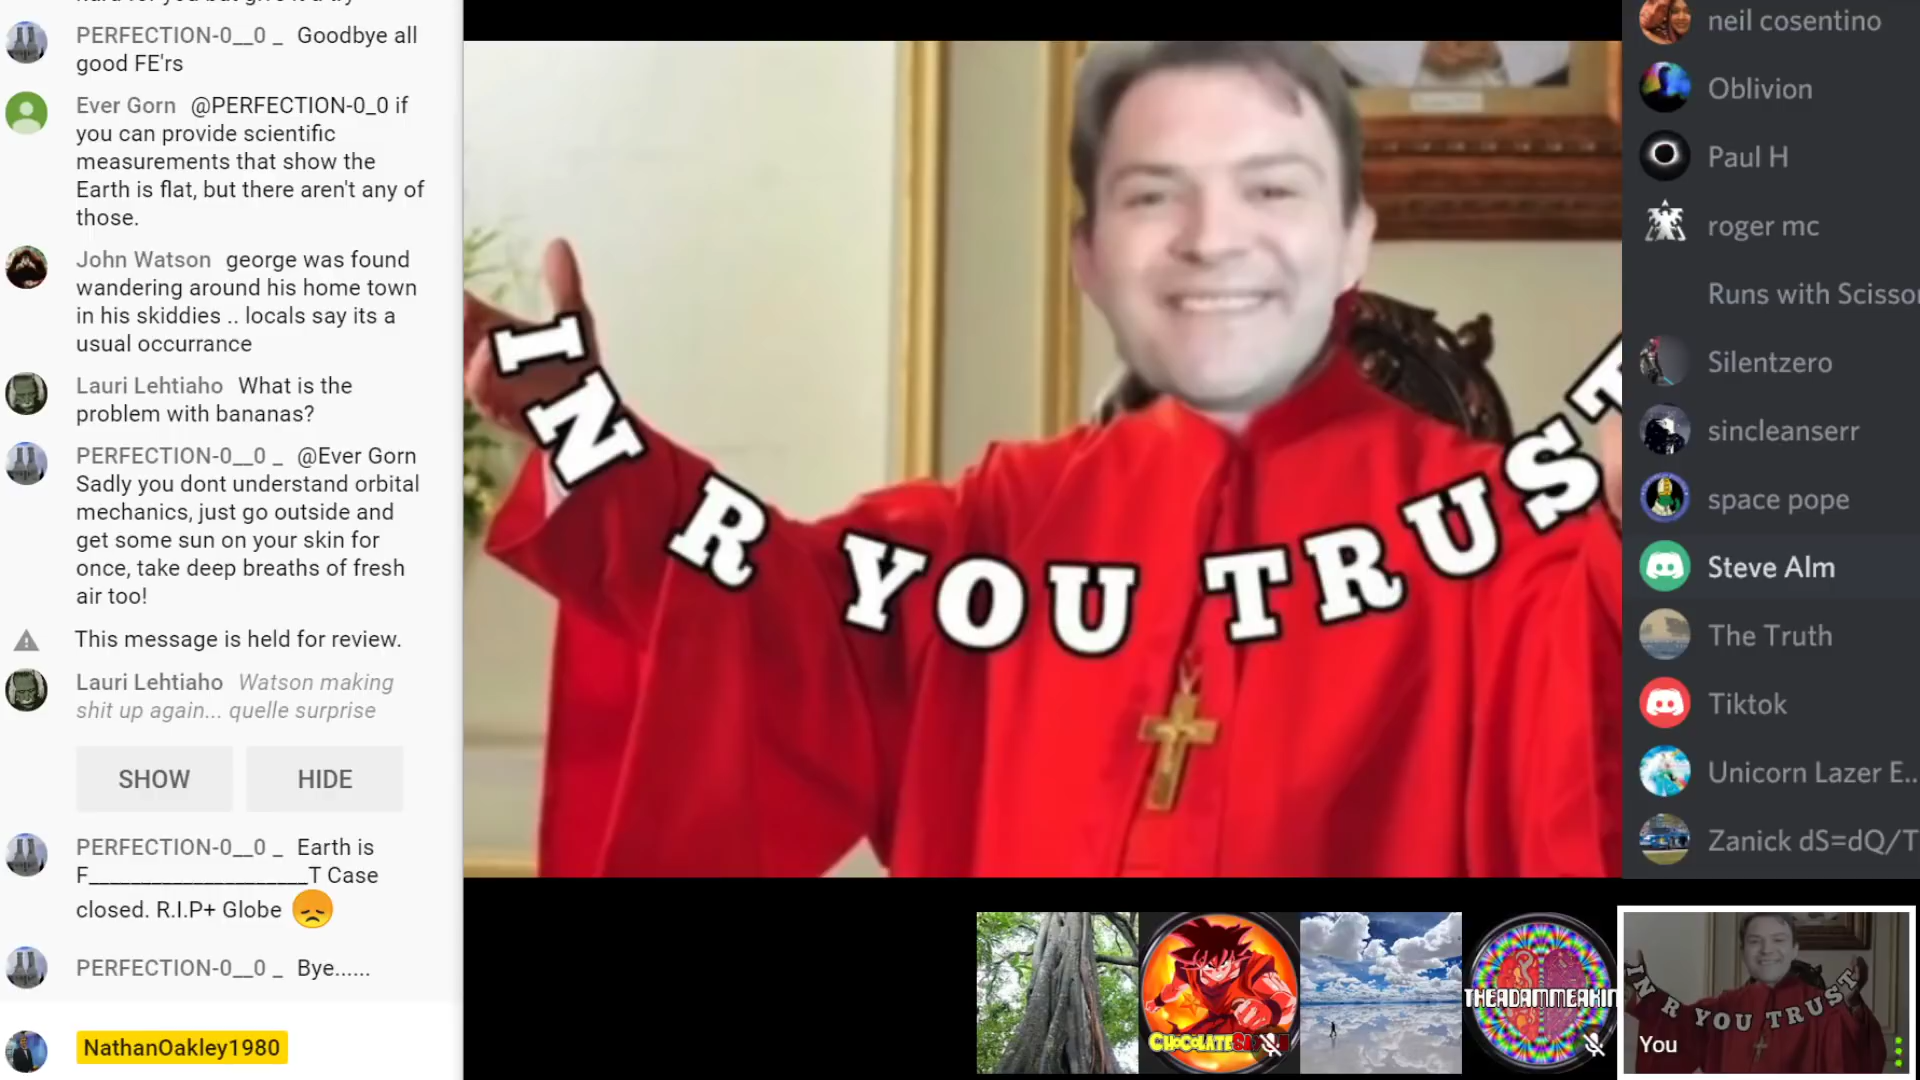 PERFECTION-0__0 _ Goodbye all
good FE'rs
Ever Gorn @PERFECTION-0_0 if
you can provide scientific
measurements that show the
Earth is flat, but there aren't any of
those.
John Watson george was found
wandering around his home town
in his skiddies .. locals say its a
usual occurrance
Lauri Lehtiaho What is the
problem with bananas?
PERFECTION-0__0 _ @Ever Gorn
Sadly you dont understand orbital
mechanics, just go outside and
get some sun on your skin for
once, take deep breaths of fresh
air too!
This message is held for review.
Lauri Lehtiaho Watson making
shit up again... quelle surprise
SHOW HIDE
PERFECTION-0__0 _ Earth is
F____________________T Case
closed. R.I.P+ Globe
PERFECTION-0__0 _ Bye......
NathanOakley1980
IN R YOU TRUST
neil cosentino
Oblivion
Paul H
roger mc
Runs with Scissor
Silentzero
sincleanserr
space pope
Steve Alm
The Truth
Tiktok
Unicorn Lazer E..
Zanick dS=dQ/T
THEADAMMEAKIN
IN R YOU TRUST
You